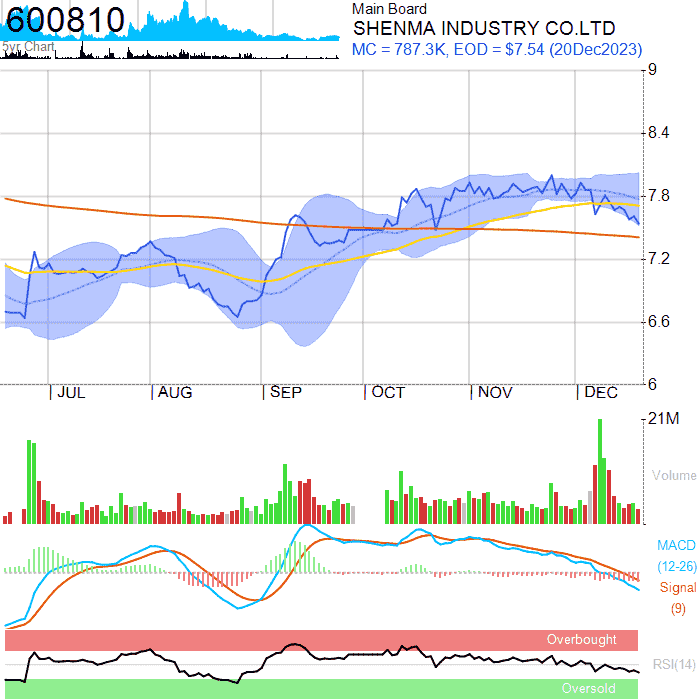 600810
5yr Chart
Main Board
SHENMA INDUSTRY CO.LTD
MC = 787.3K, EOD = $7.54 (20Dec2023)
9
8.4
7.8
7.2
6.6
6
JUL AUG SEP OCT NOV DEC
21M
Volume
MACD
(12-26)
Signal
(9)
Overbought
RSI(14)
Oversold